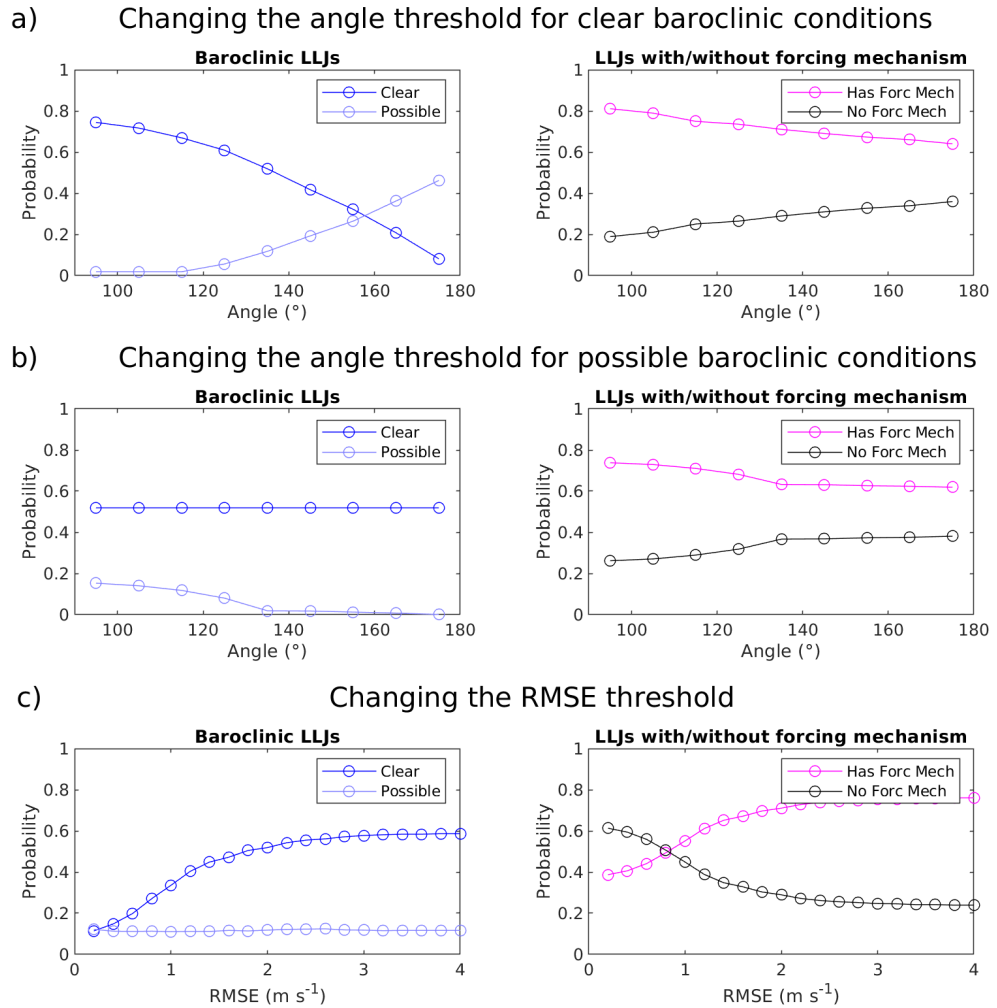 a) Changing the angle threshold for clear baroclinic conditions
Baroclinic LLJs
Clear
Possible
Probability
1
0.8
0.6
0.4
0.2
0
100 120 140 160 180
Angle (°)
LLJs with/without forcing mechanism
Has Forc Mech
No Forc Mech
Probability
1
0.8
0.6
0.4
0.2
0
100 120 140 160 180
Angle (°)
b) Changing the angle threshold for possible baroclinic conditions
Baroclinic LLJs
Clear
Possible
Probability
1
0.8
0.6
0.4
0.2
0
100 120 140 160 180
Angle (°)
LLJs with/without forcing mechanism
Has Forc Mech
No Forc Mech
Probability
1
0.8
0.6
0.4
0.2
0
100 120 140 160 180
Angle (°)
c) Changing the RMSE threshold
Baroclinic LLJs
Clear
Possible
Probability
1
0.8
0.6
0.4
0.2
0
0 1 2 3 4
RMSE (m s⁻¹)
LLJs with/without forcing mechanism
Has Forc Mech
No Forc Mech
Probability
1
0.8
0.6
0.4
0.2
0
0 1 2 3 4
RMSE (m s⁻¹)